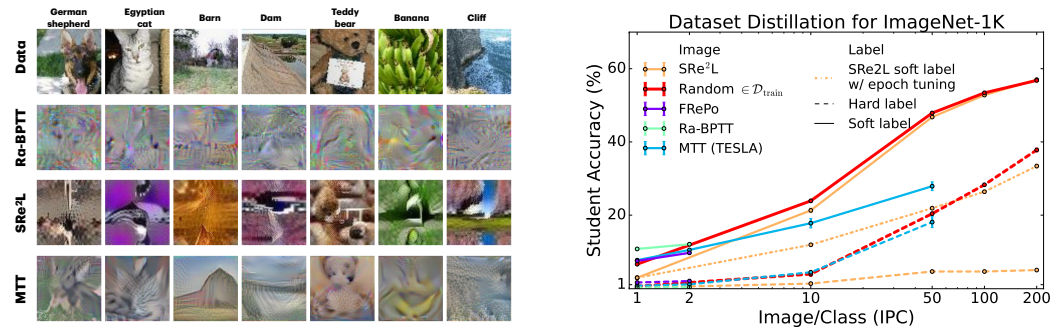 German
shepherd
Egyptian
cat
Barn
Dam
Teddy
bear
Banana
Cliff
Data
Ra-BPTT
SRe²L
MTT
Dataset Distillation for ImageNet-1K
Student Accuracy (%)
60
40
20
1
Image
SRe²L
Random ∈ 𝒟train
FRePo
Ra-BPTT
MTT (TESLA)
Label
SRe2L soft label
w/ epoch tuning
Hard label
Soft label
1 2 10 50 100 200
Image/Class (IPC)